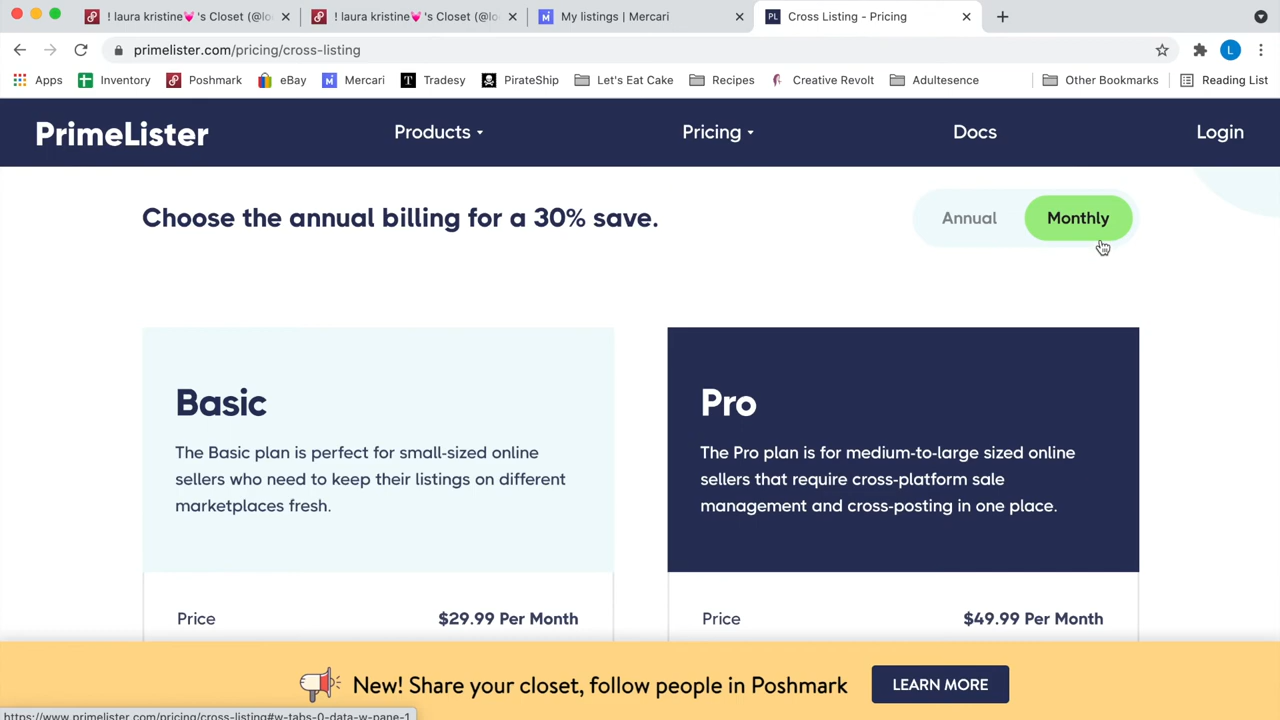 ! laura kristine💓's Closet (@lo
! laura kristine💓's Closet (@lo
My listings | Mercari
PL
Cross Listing - Pricing
primelister.com/pricing/cross-listing
L
Apps
Inventory
Poshmark
eBay
Mercari
T
Tradesy
PirateShip
Let's Eat Cake
Recipes
Creative Revolt
Adultesence
Other Bookmarks
Reading List
PrimeLister
Products
Pricing
Docs
Login
Choose the annual billing for a 30% save.
Annual
Monthly
Basic
The Basic plan is perfect for small-sized online
sellers who need to keep their listings on different
marketplaces fresh.
Price
$29.99 Per Month
Pro
The Pro plan is for medium-to-large sized online
sellers that require cross-platform sale
management and cross-posting in one place.
Price
$49.99 Per Month
New! Share your closet, follow people in Poshmark
LEARN MORE
https://www.primelister.com/pricing/cross-listing#w-tabs-0-data-w-pane-1